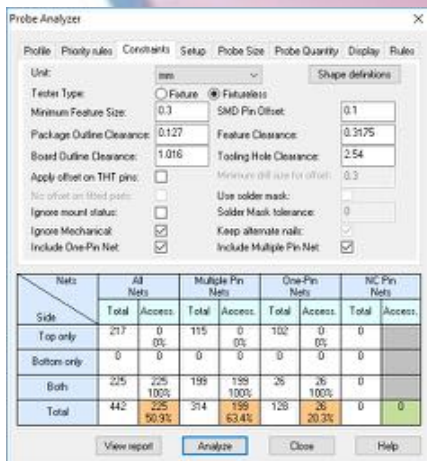 Probe Analyzer
Profile Priority rules Constraints Setup Probe Size Probe Quantity Display Rules
Unit: mm Shape definitions
Tester Type: Fixture Fixtureless
Minimum Feature Size: 0.3 SMD Pin Offset: 0.1
Package Outline Clearance: 0.127 Feature Clearance: 0.3175
Board Outline Clearance: 1.016 Tooling Hole Clearance: 2.54
Apply offset on THT pins: Minimum drill size for offset: 0.3
No offset on fitted parts: Use solder mask:
Ignore mount status: Solder Mask tolerance: 0
Ignore Mechanical: Keep alternate nails:
Include One-Pin Net: Include Multiple Pin Net:
Nets All Nets Multiple Pin Nets One-Pin Nets NC Pin Nets
Side Total Access. Total Access. Total Access. Total Access.
Top only 217 0 0% 115 0 0% 102 0 0% 0
Bottom only 0 0 0 0 0 0 0
Both 225 225 100% 199 199 100% 26 26 100% 0
Total 442 225 50.9% 314 199 63.4% 128 26 20.3% 0 0
View report Analyze Close Help